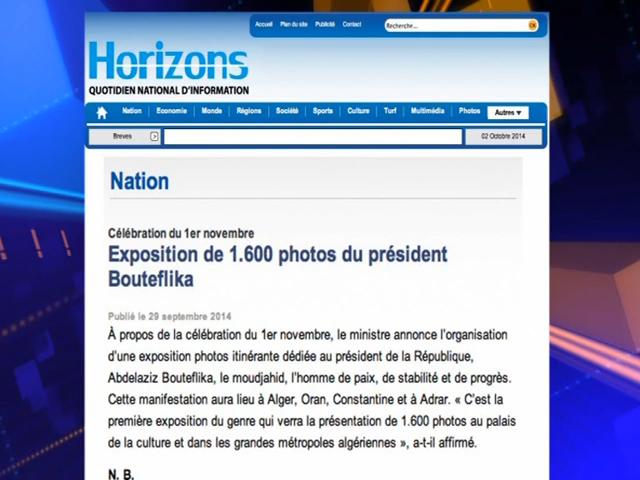 Accueil Plan du site Publicité Contact Recherche... OK
Horizons
QUOTIDIEN NATIONAL D'INFORMATION
Nation Economie Monde Régions Société Sports Culture Turf Multimédia Photos Autres ▼
Breves 02 Octobre 2014
Nation
Célébration du 1er novembre
Exposition de 1.600 photos du président
Bouteflika
Publié le 29 septembre 2014
À propos de la célébration du 1er novembre, le ministre annonce l'organisation
d'une exposition photos itinérante dédiée au président de la République,
Abdelaziz Bouteflika, le moudjahid, l'homme de paix, de stabilité et de progrès.
Cette manifestation aura lieu à Alger, Oran, Constantine et à Adrar. « C'est la
première exposition du genre qui verra la présentation de 1.600 photos au palais
de la culture et dans les grandes métropoles algériennes », a-t-il affirmé.
N. B.